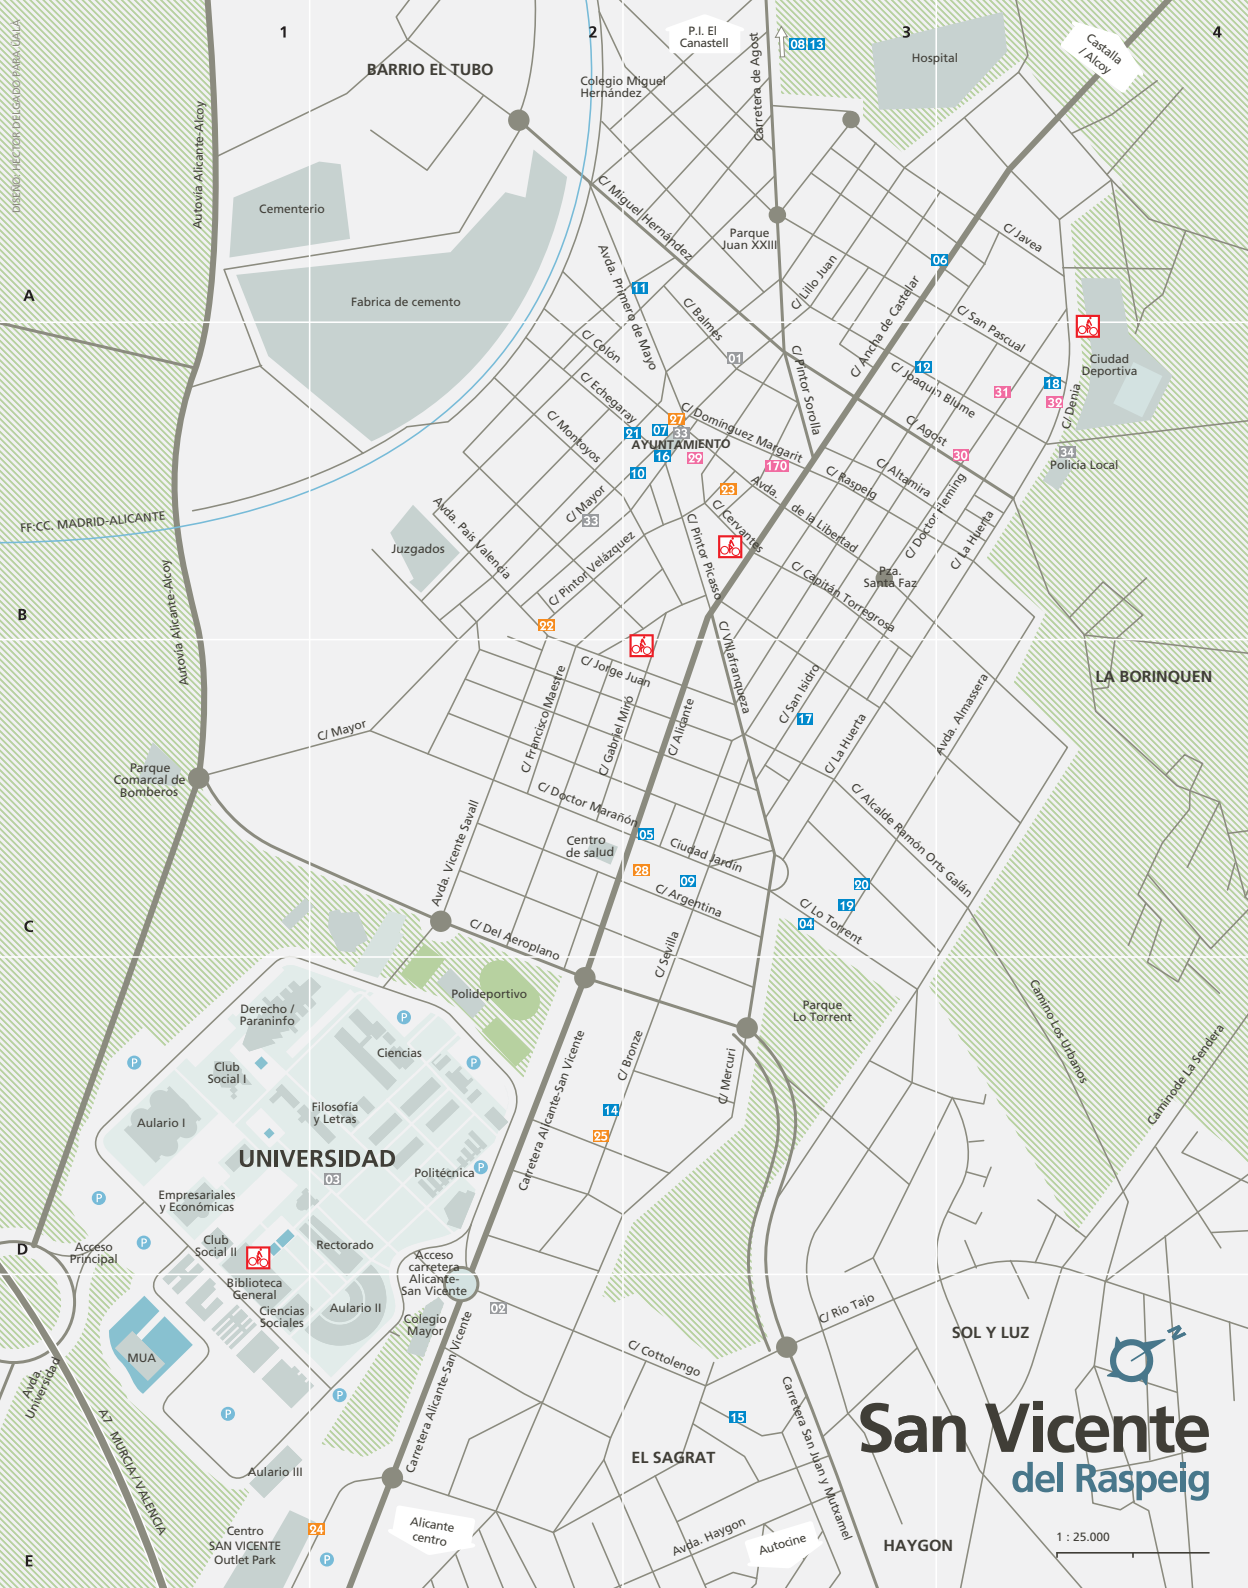 1
2
3
4
P.I. El
Canastell
08 13
Castalla
/ Alcoy
Hospital
DISEÑO: HÉCTOR DELGADO PARA ÜALÀ
BARRIO EL TUBO
Colegio Miguel
Hernández
Carretera de Agost
Autovía Alicante-Alcoy
Cementerio
C/ Miguel Hernández
Parque
Juan XXIII
C/ Javea
06
C/ Lillo Juan
A
Avda. Primero de Mayo
11
Fabrica de cemento
C/ Balmes
C/ Ancha de Castelar
C/ San Pascual
C/ Colón
01
C/ Pintor Sorolla
Ciudad
Deportiva
12
18
C/ Joaquin Blume
31
32
C/ Denia
C/ Echegaray
C/ Montoyos
27
C/ Domínguez Margarit
21
07
33
AYUNTAMIENTO
16
29
10
170
C/ Agost
30
34
Policía Local
23
Avda.
de la Libertad
C/ Raspeig
C/ Altamira
C/ Mayor
33
Avda. País Valencia
C/ Cervantes
C/ Doctor Fleming
C/ La Huerta
FF:CC. MADRID-ALICANTE
Juzgados
C/ Pintor Velázquez
C/ Pintor Picasso
Pza.
Santa Faz
C/ Capitán Torregrosa
Autovía Alicante-Alcoy
B
22
C/ Jorge Juan
C/ Villafranqueza
LA BORINQUEN
C/ Francisco Maestre
C/ Gabriel Miró
C/ Alicante
C/ San Isidro
17
C/ La Huerta
Avda. Almassera
C/ Mayor
Parque
Comarcal de
Bomberos
C/ Doctor Marañón
05
Centro
de salud
Ciudad Jardín
C/ Alcalde Ramón Orts Galán
Avda. Vicente Savall
28
09
C/ Argentina
20
19
04
C/ Lo Torrent
C
C/ Del Aeroplano
C/ Sevilla
Polideportivo
Parque
Lo Torrent
Camino Los Urbanos
Caminode La Sendera
Derecho /
Paraninfo
P
Ciencias
P
P
Club
Social I
C/ Bronze
C/ Mercuri
Carretera Alicante-San Vicente
Aulario I
Filosofía
y Letras
14
25
UNIVERSIDAD
03
Politécnica
P
P
Empresariales
y Económicas
D
Acceso
Principal
P
Club
Social II
Rectorado
Acceso
carretera
Alicante-
San Vicente
Biblioteca
General
Ciencias
Sociales
Aulario II
Colegio
Mayor
02
C/ Río Tajo
SOL Y LUZ
N
MUA
C/ Cottolengo
Avda.
Universidad
P
P
Carretera Alicante-San Vicente
15
Carretera San Juan y Mutxamel
San Vicente
del Raspeig
A7 MURCIA / VALENCIA
EL SAGRAT
Aulario III
Alicante
centro
24
Centro
SAN VICENTE
Outlet Park
P
Avda. Haygon
Autocine
HAYGON
1 : 25.000
E